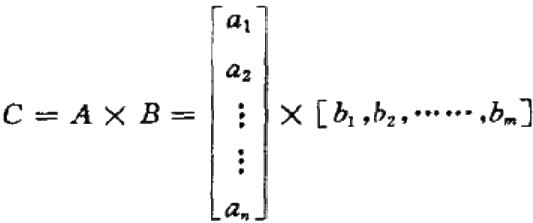 C = A × B = [a₁ a₂ ⋮ ⋮ aₙ] × [b₁,b₂,……,bₘ]